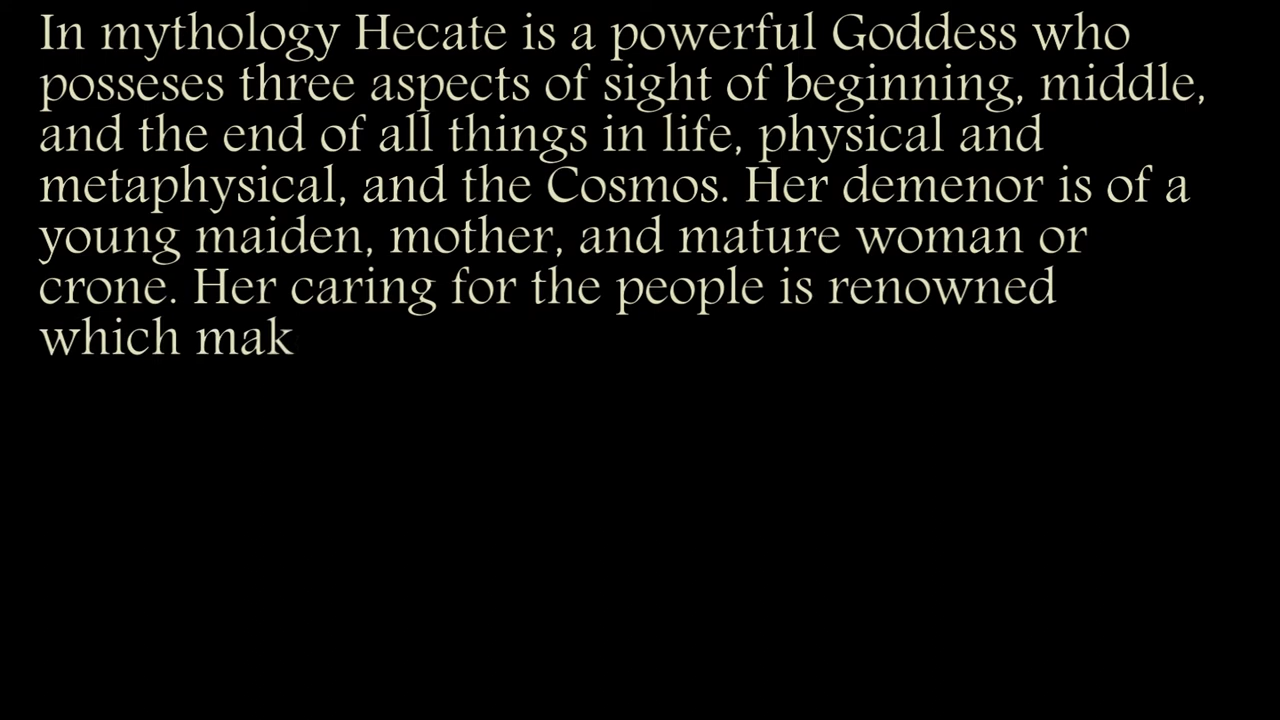 In mythology Hecate is a powerful Goddess who
posseses three aspects of sight of beginning, middle,
and the end of all things in life, physical and
metaphysical, and the Cosmos. Her demenor is of a
young maiden, mother, and mature woman or
crone. Her caring for the people is renowned
which mak